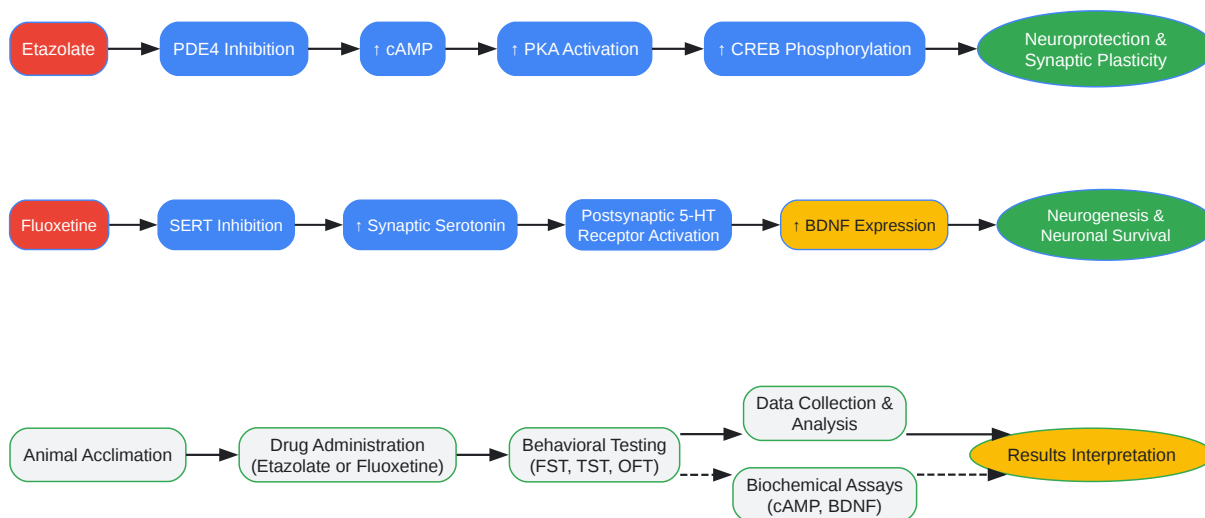 Etazolate
PDE4 Inhibition
↑ cAMP
↑ PKA Activation
↑ CREB Phosphorylation
Neuroprotection &
Synaptic Plasticity
Fluoxetine
SERT Inhibition
↑ Synaptic Serotonin
Postsynaptic 5-HT
Receptor Activation
↑ BDNF Expression
Neurogenesis &
Neuronal Survival
Animal Acclimation
Drug Administration
(Etazolate or Fluoxetine)
Behavioral Testing
(FST, TST, OFT)
Data Collection &
Analysis
Biochemical Assays
(cAMP, BDNF)
Results Interpretation